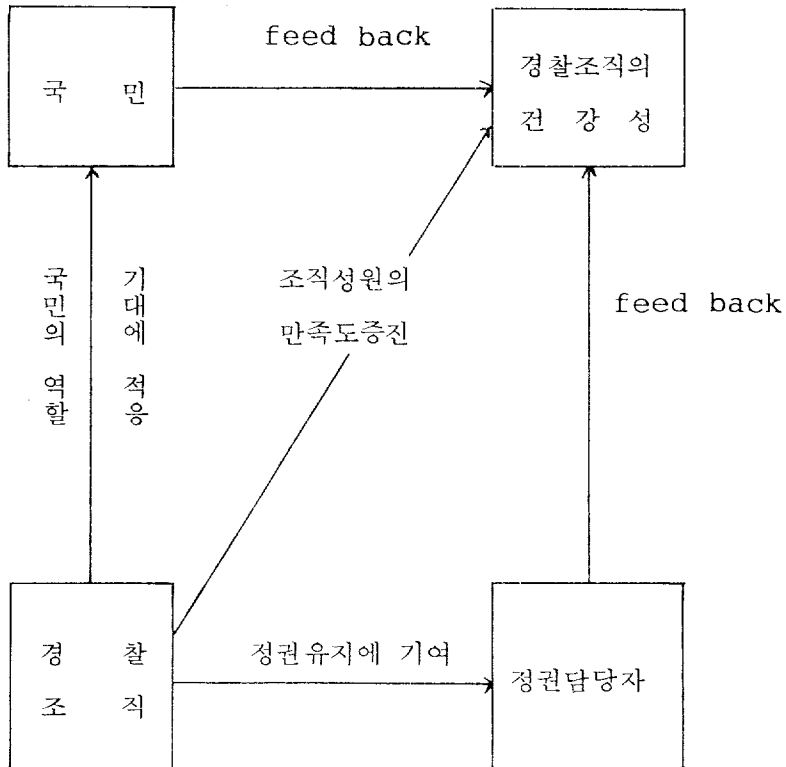 feed back
국 민
경찰조직의
건 강 성
국민의 역할
기대에 적응
조직성원의
만족도증진
feed back
경 찰
조 직
정권유지에 기여
정권담당자